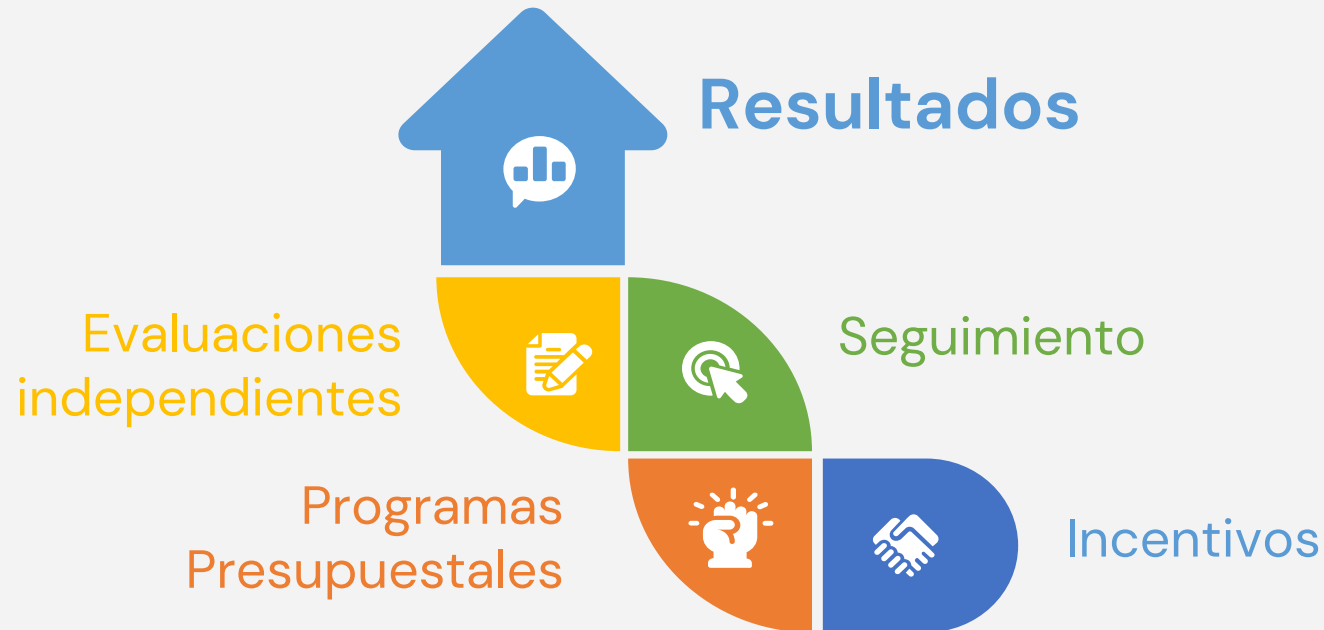 Resultados
Evaluaciones
independientes
Seguimiento
Programas
Presupuestales
Incentivos